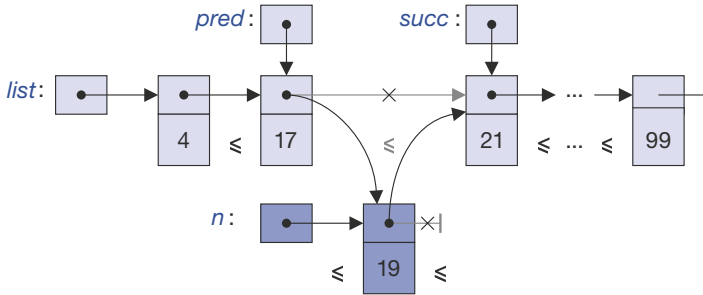 pred: succ:
list:
4 ⩽ 17 ⩽ 21 ⩽ ... ⩽ 99
...
n:
⩽ 19 ⩽